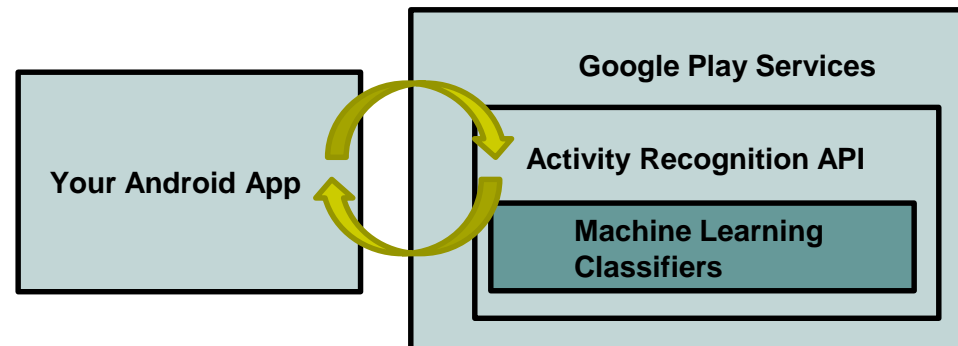 Google Play Services
Your Android App
Activity Recognition API
Machine Learning
Classifiers